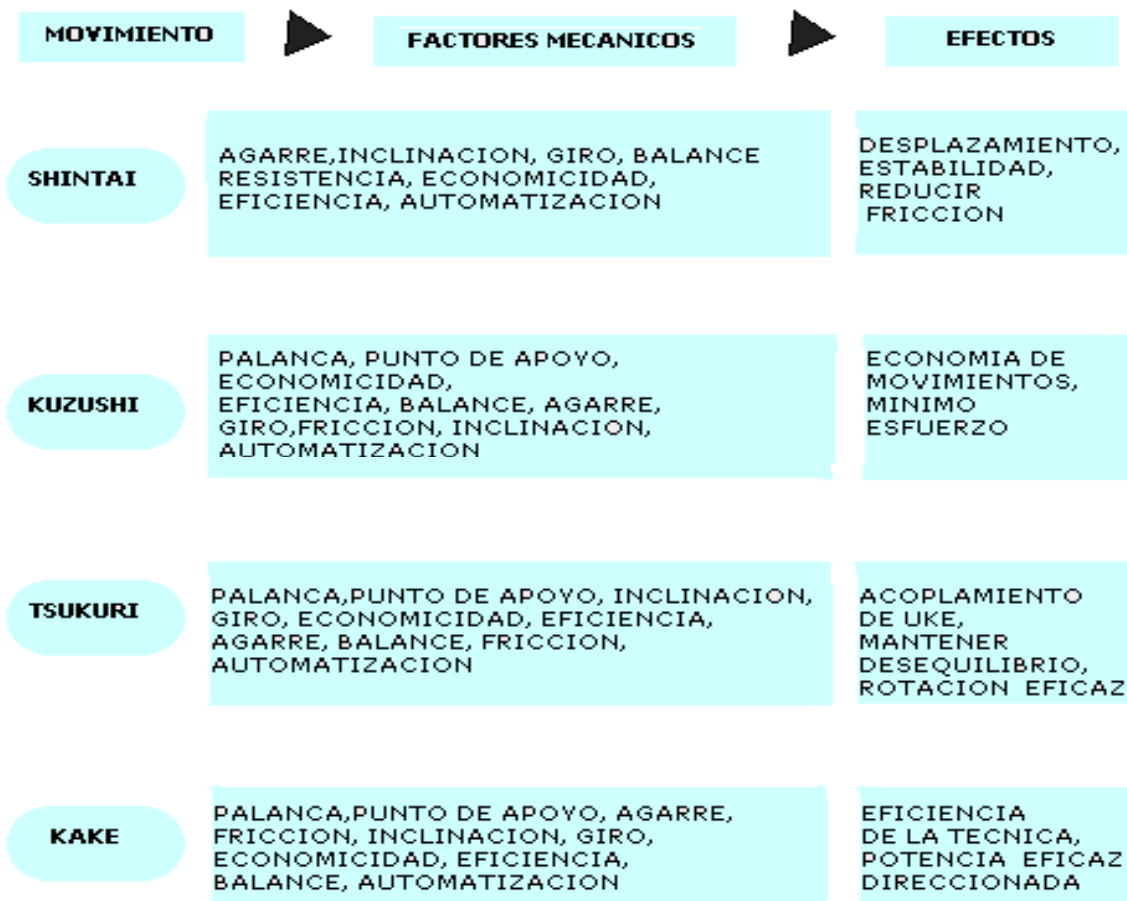 MOVIMIENTO
FACTORES MECANICOS
EFECTOS
SHINTAI
AGARRE,INCLINACION, GIRO, BALANCE
RESISTENCIA, ECONOMICIDAD,
EFICIENCIA, AUTOMATIZACION
DESPLAZAMIENTO,
ESTABILIDAD,
REDUCIR
FRICCION
KUZUSHI
PALANCA, PUNTO DE APOYO,
ECONOMICIDAD,
EFICIENCIA, BALANCE, AGARRE,
GIRO,FRICCION, INCLINACION,
AUTOMATIZACION
ECONOMIA DE
MOVIMIENTOS,
MINIMO
ESFUERZO
TSUKURI
PALANCA,PUNTO DE APOYO, INCLINACION,
GIRO, ECONOMICIDAD, EFICIENCIA,
AGARRE, BALANCE, FRICCION,
AUTOMATIZACION
ACOPLAMIENTO
DE UKE,
MANTENER
DESEQUILIBRIO,
ROTACION EFICAZ
KAKE
PALANCA,PUNTO DE APOYO, AGARRE,
FRICCION, INCLINACION, GIRO,
ECONOMICIDAD, EFICIENCIA,
BALANCE, AUTOMATIZACION
EFICIENCIA
DE LA TECNICA,
POTENCIA EFICAZ
DIRECCIONADA